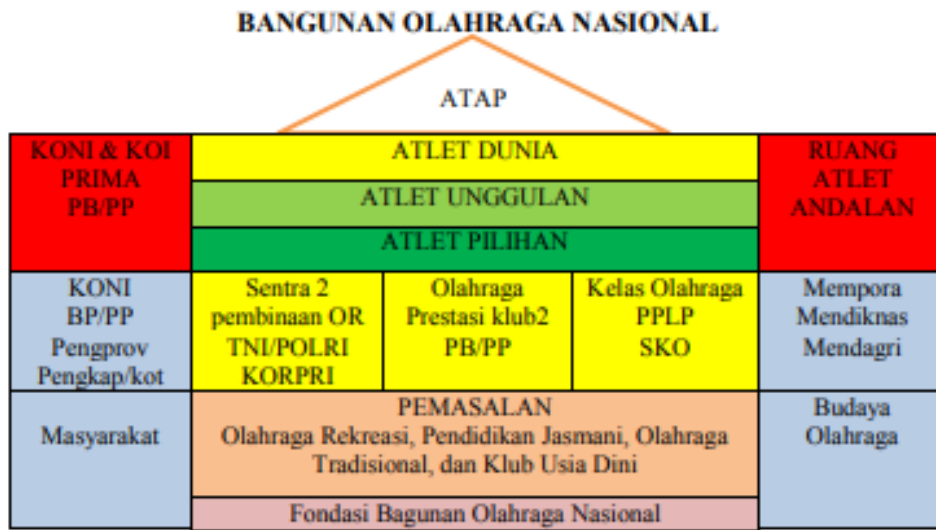 BANGUNAN OLAHRAGA NASIONAL
ATAP
KONI & KOI
PRIMA
PB/PP
ATLET DUNIA
ATLET UNGGULAN
ATLET PILIHAN
RUANG
ATLET
ANDALAN
KONI
BP/PP
Pengprov
Pengkap/kot
Sentra 2
pembinaan OR
TNI/POLRI
KORPRI
Olahraga
Prestasi klub2
PB/PP
Kelas Olahraga
PPLP
SKO
Mempora
Mendiknas
Mendagri
Masyarakat
PEMASALAN
Olahraga Rekreasi, Pendidikan Jasmani, Olahraga
Tradisional, dan Klub Usia Dini
Budaya
Olahraga
Fondasi Bagunan Olahraga Nasional